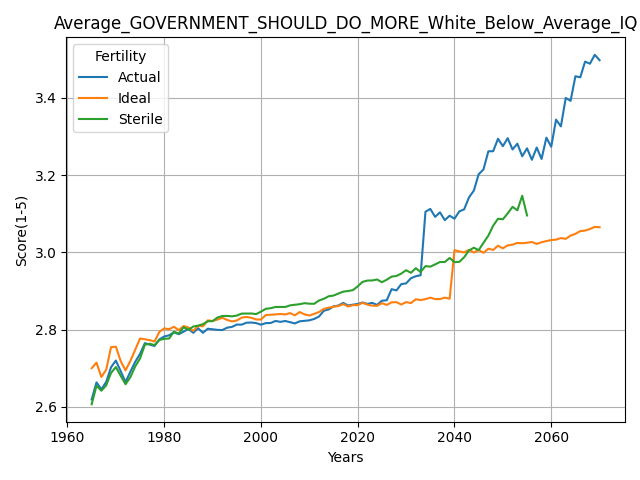 Average_GOVERNMENT_SHOULD_DO_MORE_White_Below_Average_IQ
Fertility
Actual
Ideal
Sterile
Score(1-5)
3.4
3.2
3.0
2.8
2.6
1960 1980 2000 2020 2040 2060
Years